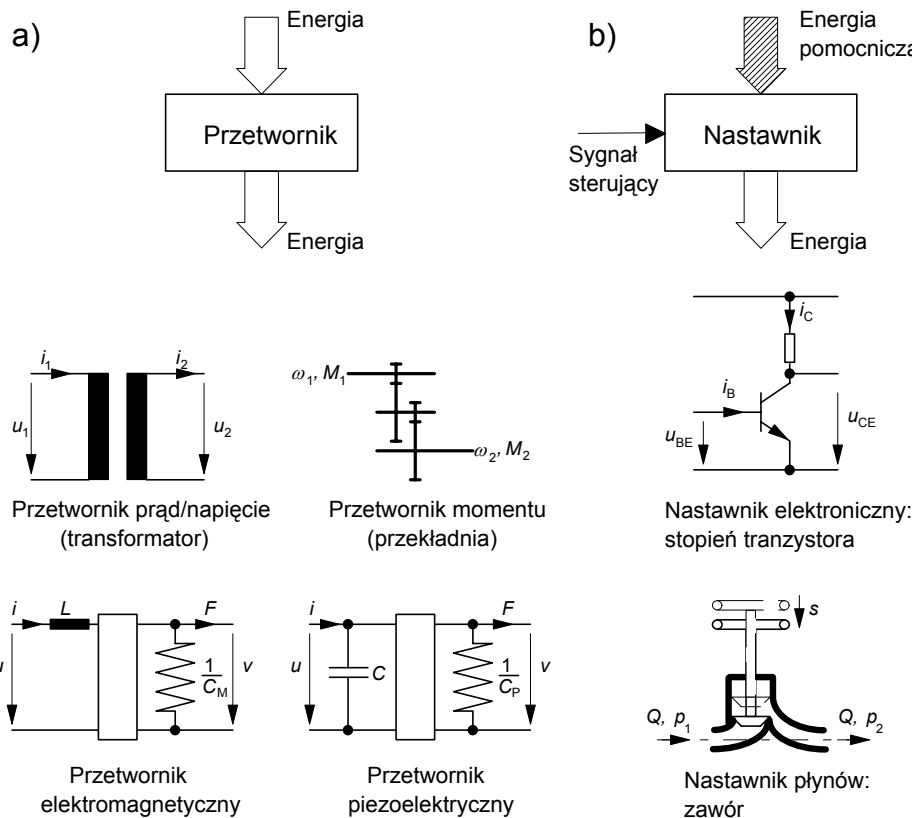 a)
Energia
Przetwornik
Energia
i1
i2
u1
u2
Przetwornik prąd/napięcie
(transformator)
ω1, M1
ω2, M2
Przetwornik momentu
(przekładnia)
i
L
F
u
1
CM
v
Przetwornik
elektromagnetyczny
i
F
u
C
1
CP
v
Przetwornik
piezoelektryczny
b)
Energia
pomocnicza
Sygnał
sterujący
Nastawnik
Energia
iC
iB
uBE
uCE
Nastawnik elektroniczny:
stopień tranzystora
s
Q, p1
Q, p2
Nastawnik płynów:
zawór